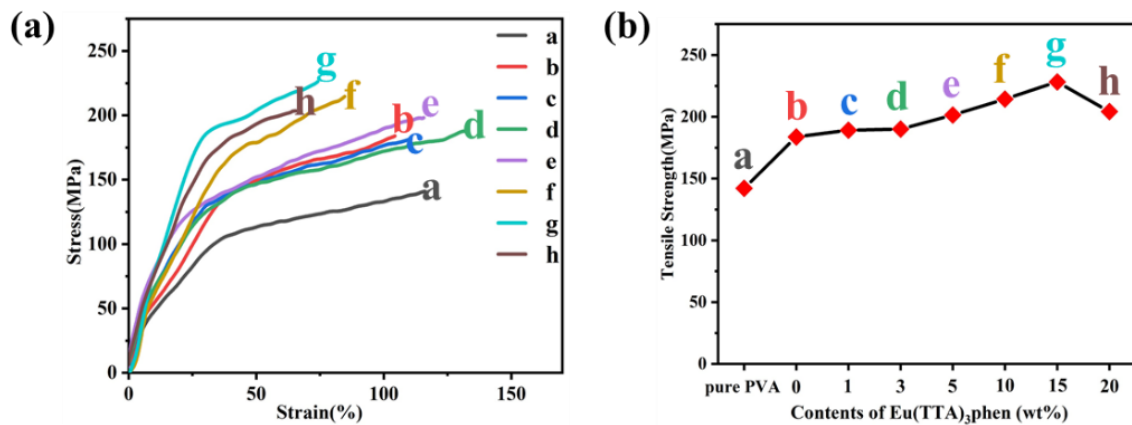 (a)
250
200
150
100
50
0
Stress(MPa)
0 50 100 150
Strain(%)
g
f
h
e
b
d
c
a
a
b
c
d
e
f
g
h
(b)
250
200
150
100
50
0
Tensile Strength(MPa)
a
b
c
d
e
f
g
h
pure PVA 0 1 3 5 10 15 20
Contents of Eu(TTA)₃phen (wt%)